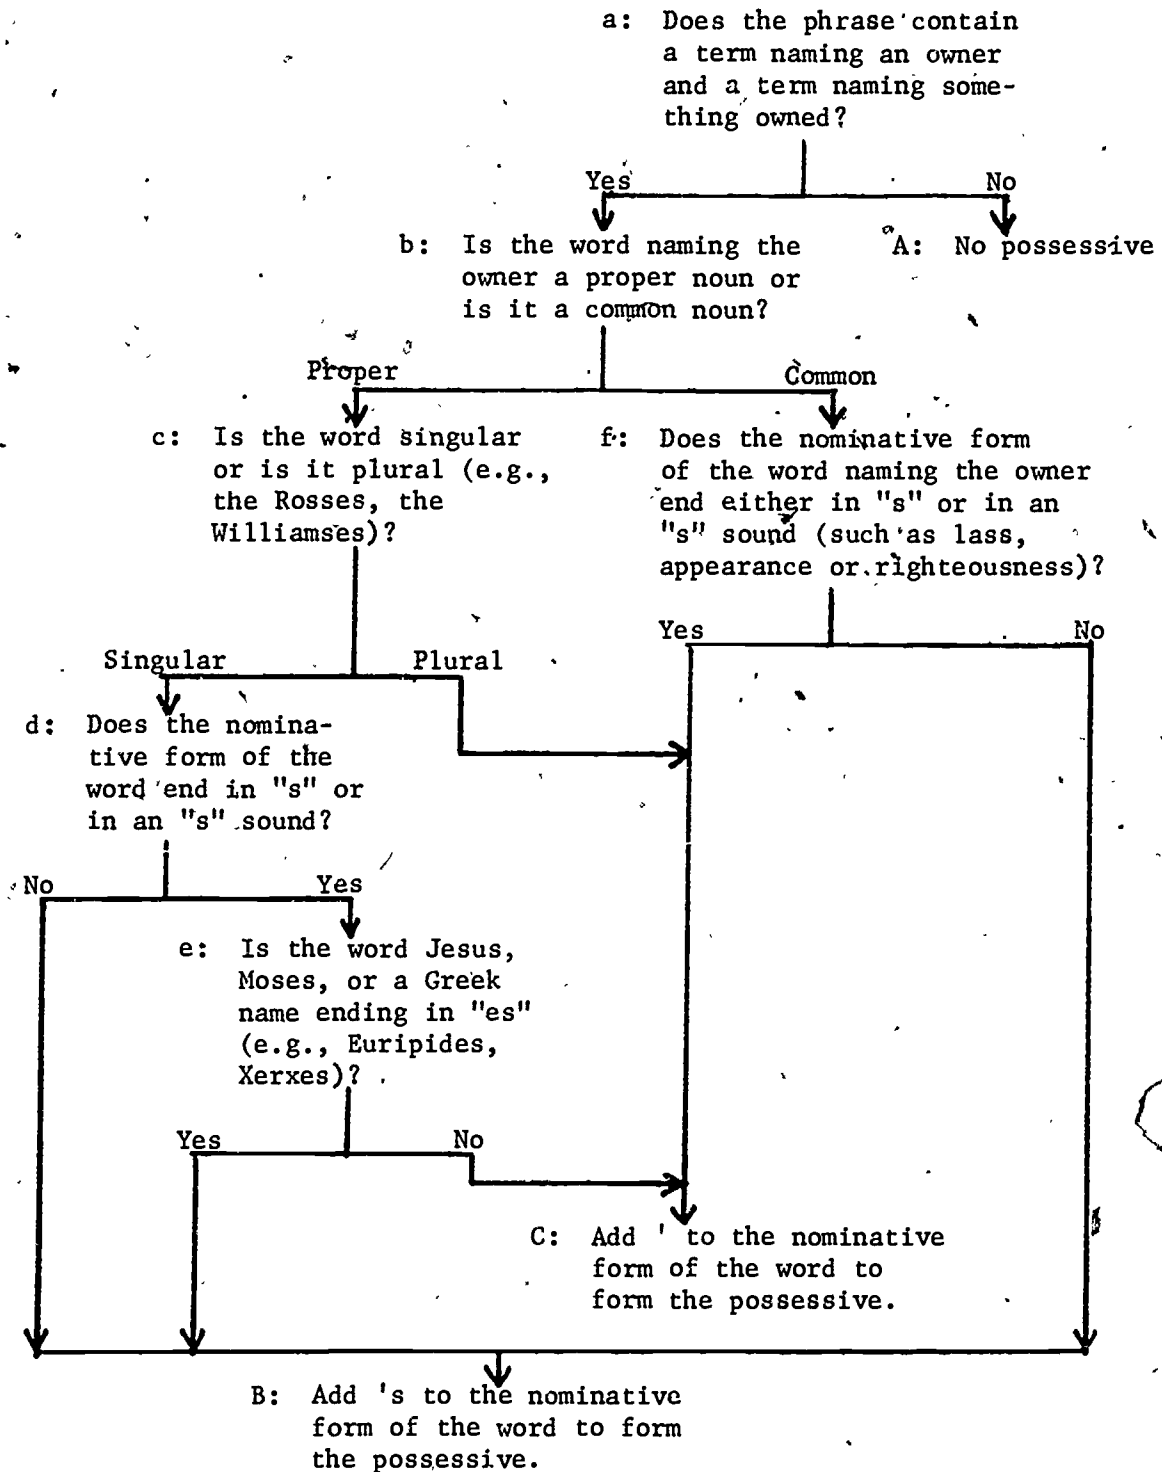 a: Does the phrase contain
a term naming an owner
and a term naming some-
thing owned?
Yes
No
b: Is the word naming the
owner a proper noun or
is it a common noun?
A: No possessive
Proper
Common
c: Is the word singular
or is it plural (e.g.,
the Rosses, the
Williamses)?
f: Does the nominative form
of the word naming the owner
end either in "s" or in an
"s" sound (such as lass,
appearance or righteousness)?
Singular
Plural
Yes
No
d: Does the nomina-
tive form of the
word end in "s" or
in an "s" sound?
No
Yes
e: Is the word Jesus,
Moses, or a Greek
name ending in "es"
(e.g., Euripides,
Xerxes)?
Yes
No
C: Add ' to the nominative
form of the word to
form the possessive.
B: Add 's to the nominative
form of the word to form
the possessive.